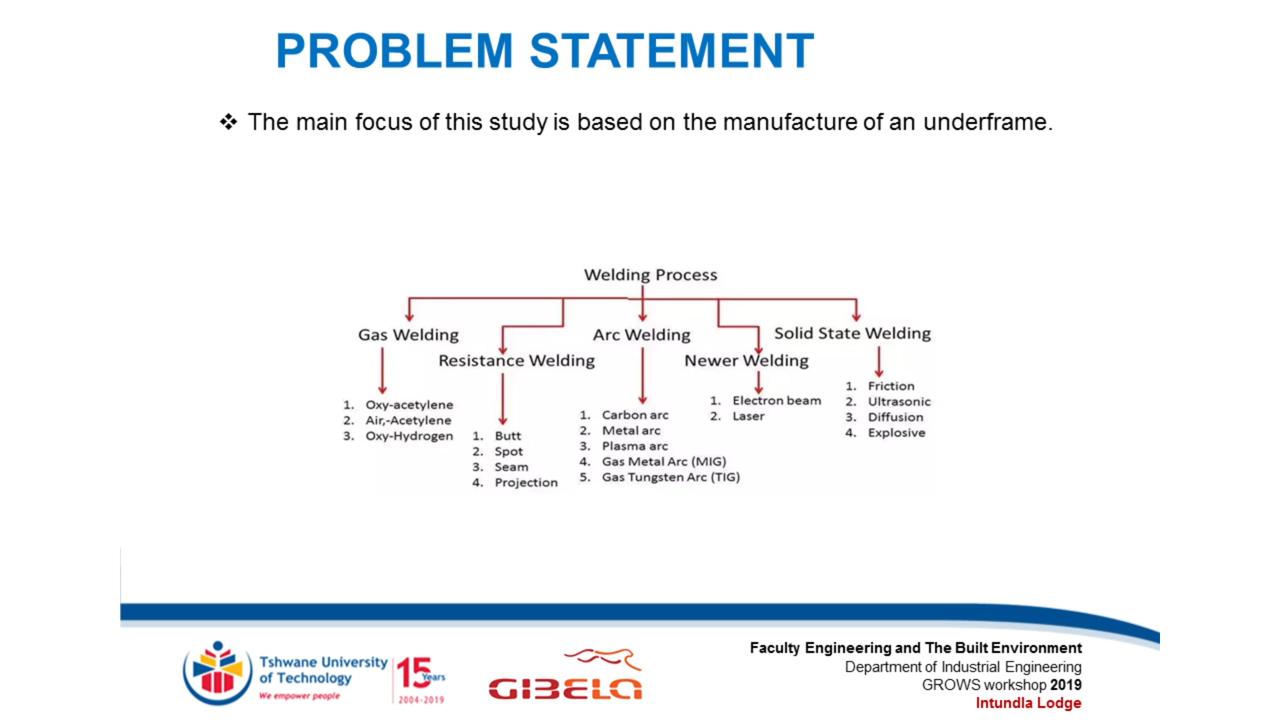 PROBLEM STATEMENT
❖ The main focus of this study is based on the manufacture of an underframe.
Welding Process
Gas Welding
1. Oxy-acetylene
2. Air,-Acetylene
3. Oxy-Hydrogen
Resistance Welding
1. Butt
2. Spot
3. Seam
4. Projection
Arc Welding
1. Carbon arc
2. Metal arc
3. Plasma arc
4. Gas Metal Arc (MIG)
5. Gas Tungsten Arc (TIG)
Newer Welding
1. Electron beam
2. Laser
Solid State Welding
1. Friction
2. Ultrasonic
3. Diffusion
4. Explosive
Tshwane University
of Technology
We empower people
15 Years
2004-2019
GIBELA
Faculty Engineering and The Built Environment
Department of Industrial Engineering
GROWS workshop 2019
Intundla Lodge